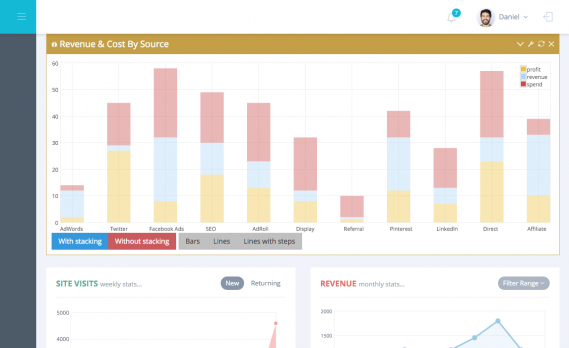 7
Daniel
Revenue & Cost By Source
60
profit
revenue
spend
50
40
30
20
10
0
AdWords Twitter Facebook Ads SEO AdRoll Display Referral Pinterest LinkedIn Direct Affiliate
With stacking Without stacking Bars Lines Lines with steps
SITE VISITS weekly stats... New Returning
5000
4000
REVENUE monthly stats... Filter Range
2000
1500